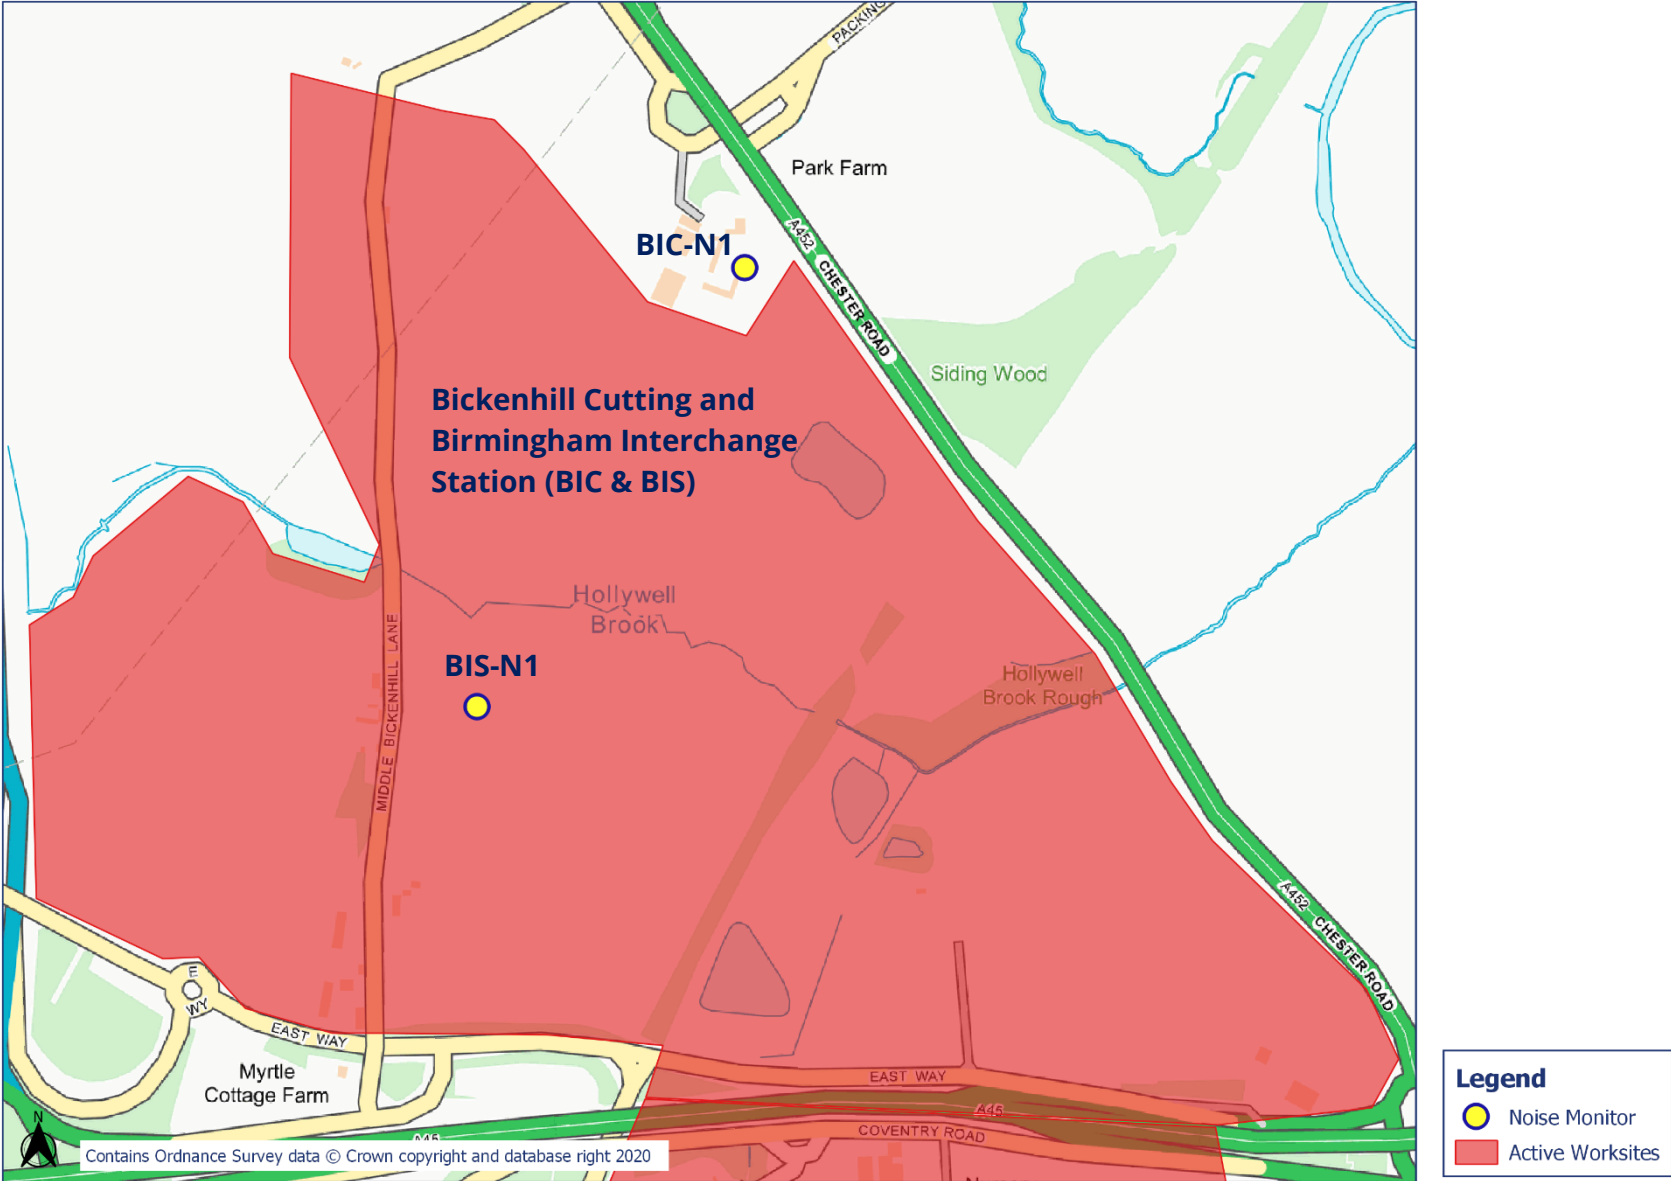 PACKING
Park Farm
A452
CHESTER ROAD
BIC-N1
Siding Wood
Bickenhill Cutting and
Birmingham Interchange
Station (BIC & BIS)
Hollywell
Brook
MIDDLE BICKENHILL LANE
BIS-N1
Hollywell
Brook Rough
A452
CHESTER ROAD
E
WY
EAST WAY
Myrtle
Cottage Farm
EAST WAY
A45
COVENTRY ROAD
A45
N
Contains Ordnance Survey data © Crown copyright and database right 2020
Legend
Noise Monitor
Active Worksites